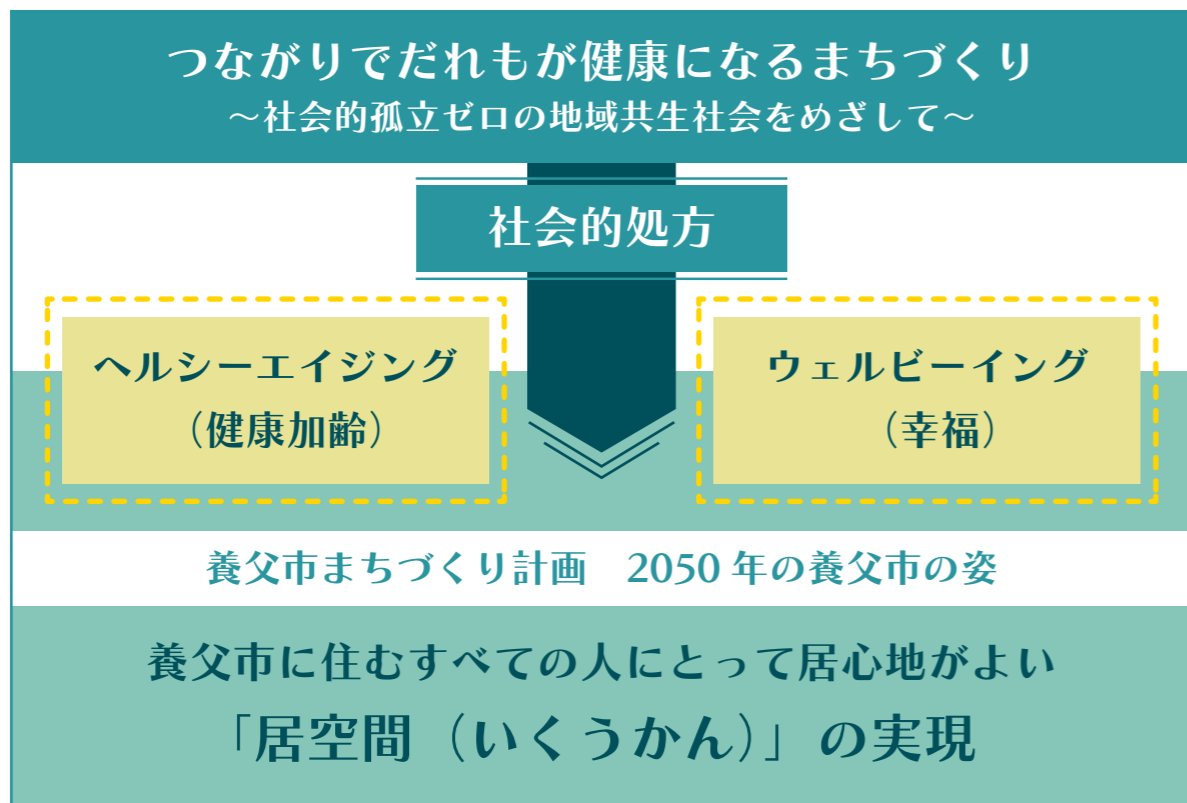 つながりでだれもが健康になるまちづくり
～社会的孤立ゼロの地域共生社会をめざして～
社会的処方
ヘルシーエイジング
（健康加齢）
ウェルビーイング
（幸福）
養父市まちづくり計画　2050年の養父市の姿
養父市に住むすべての人にとって居心地がよい
「居空間（いくうかん）」の実現